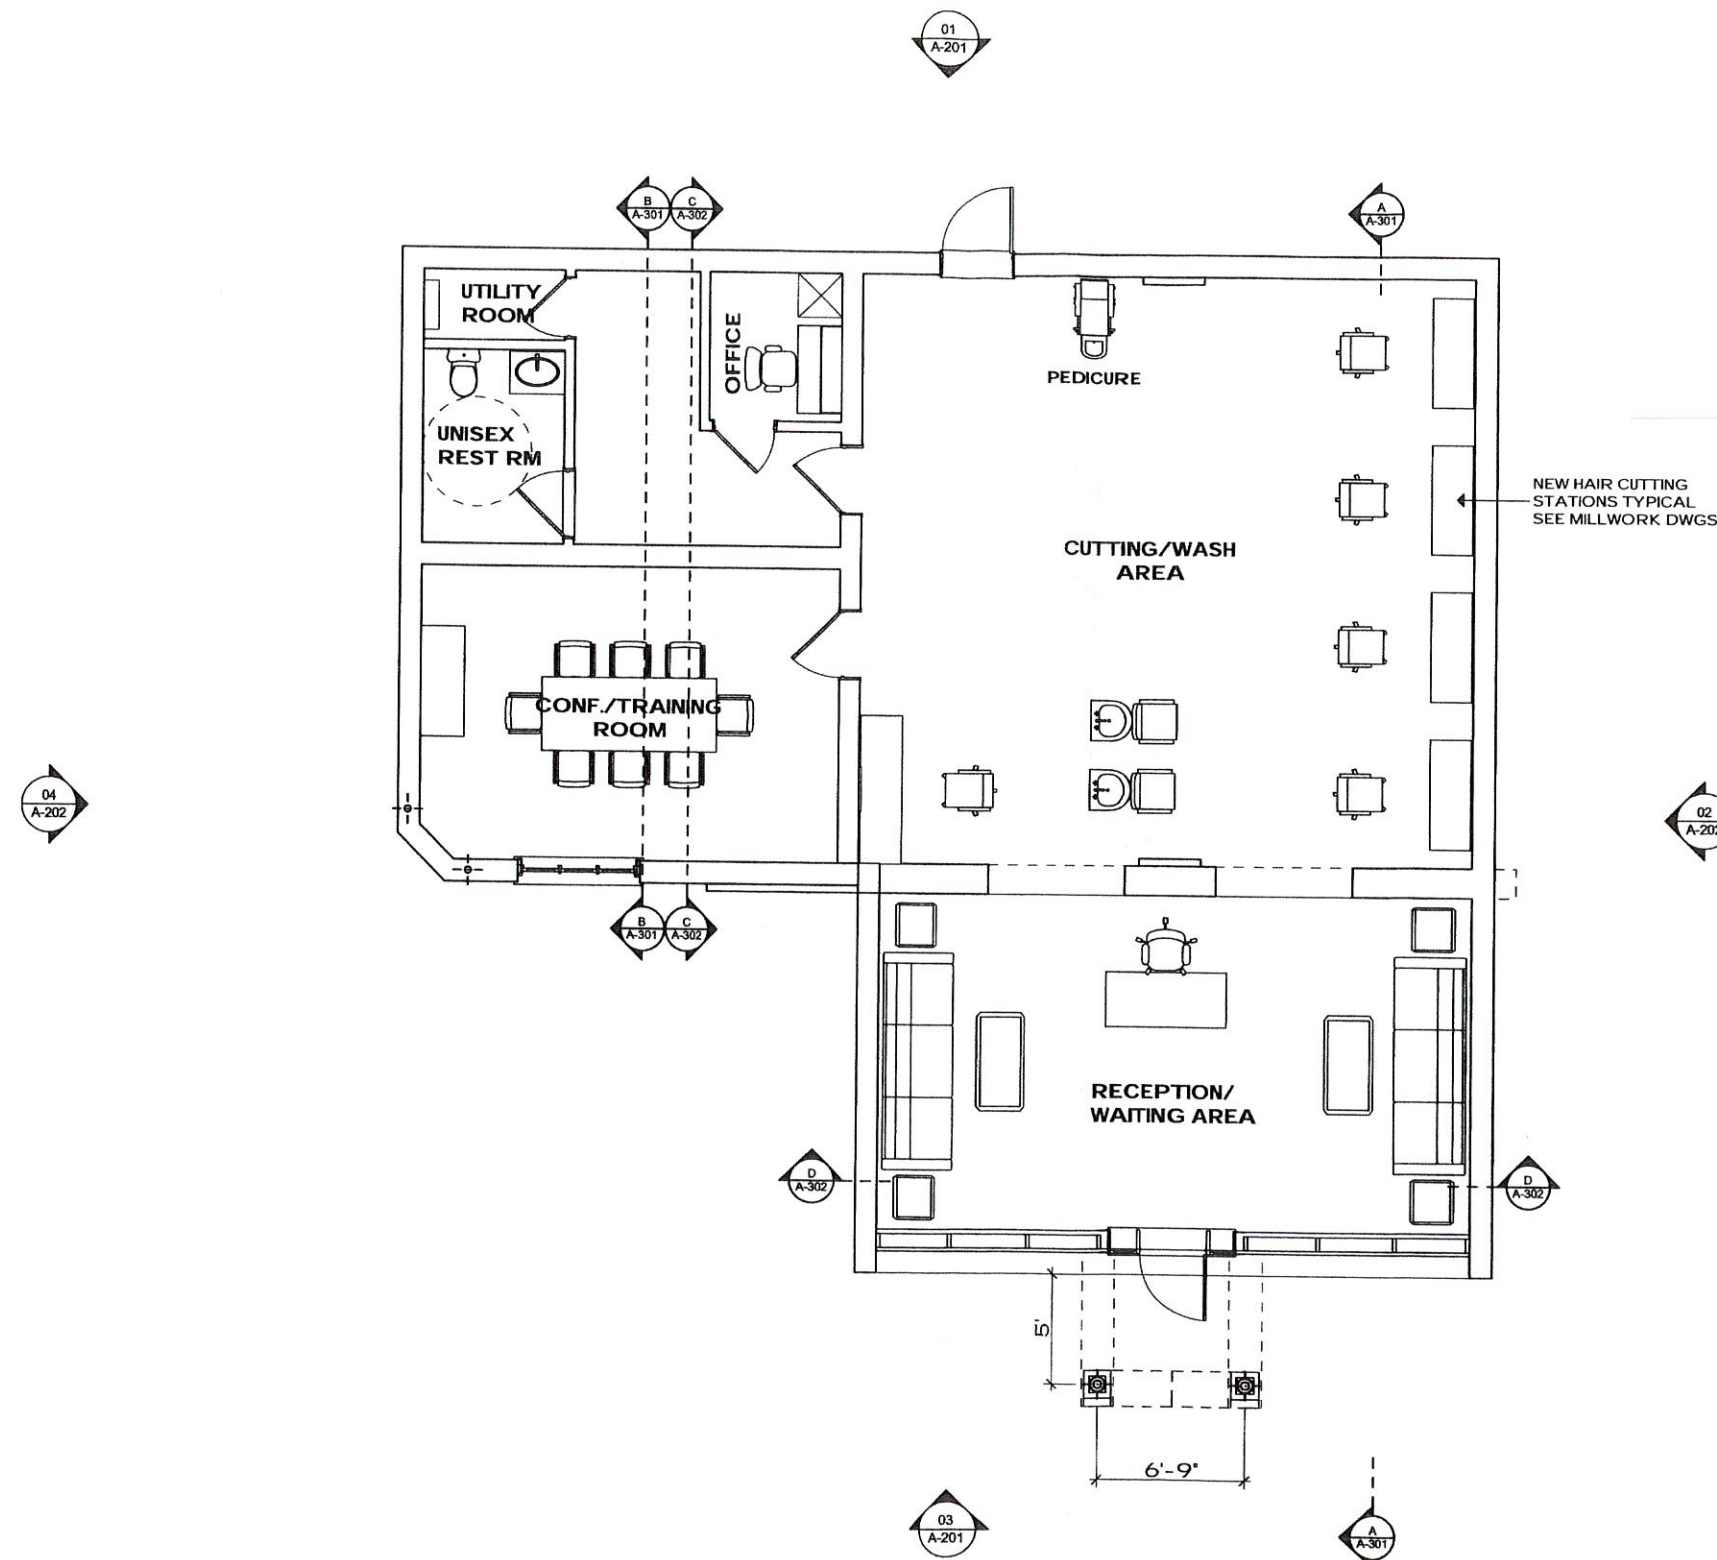 01
A-201
B
A-301
C
A-302
A
A-301
UTILITY
ROOM
OFFICE
PEDICURE
UNISEX
REST RM
NEW HAIR CUTTING
STATIONS TYPICAL
SEE MILLWORK DWGS
CUTTING/WASH
AREA
CONF./TRAINING
ROOM
04
A-202
02
A-202
B
A-301
C
A-302
RECEPTION/
WAITING AREA
D
A-302
D
A-302
5'
6'-9"
03
A-201
A
A-301